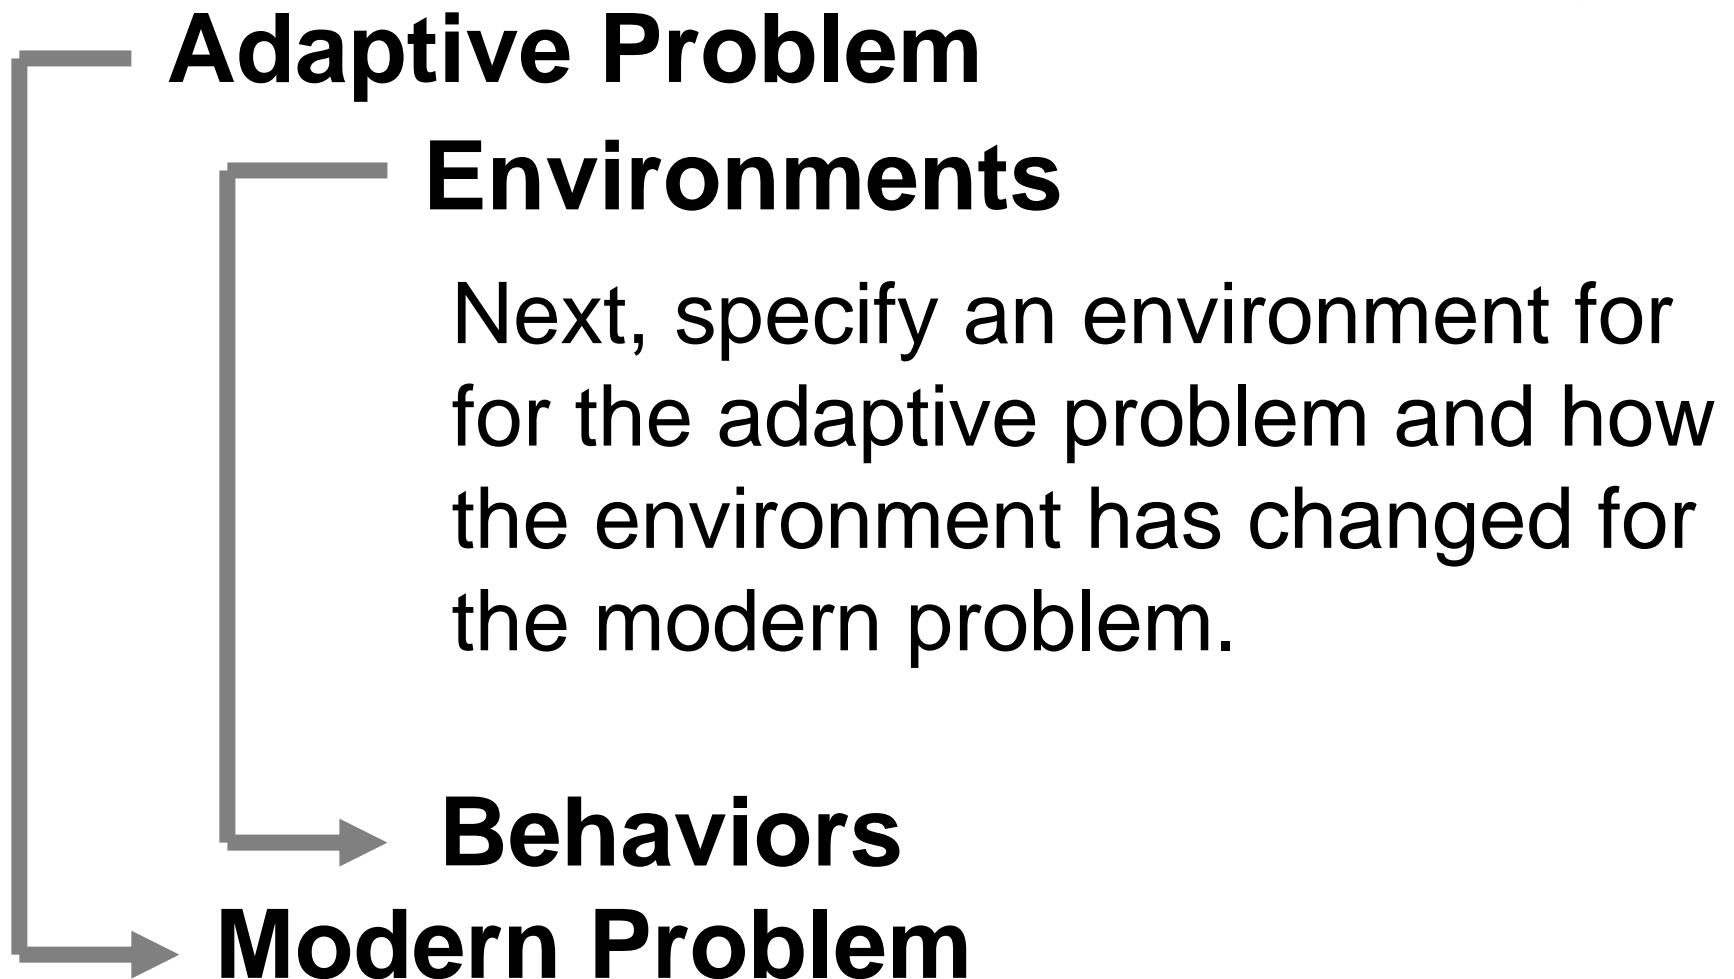 Adaptive Problem
Environments
Next, specify an environment for
for the adaptive problem and how
the environment has changed for
the modern problem.
Behaviors
Modern Problem